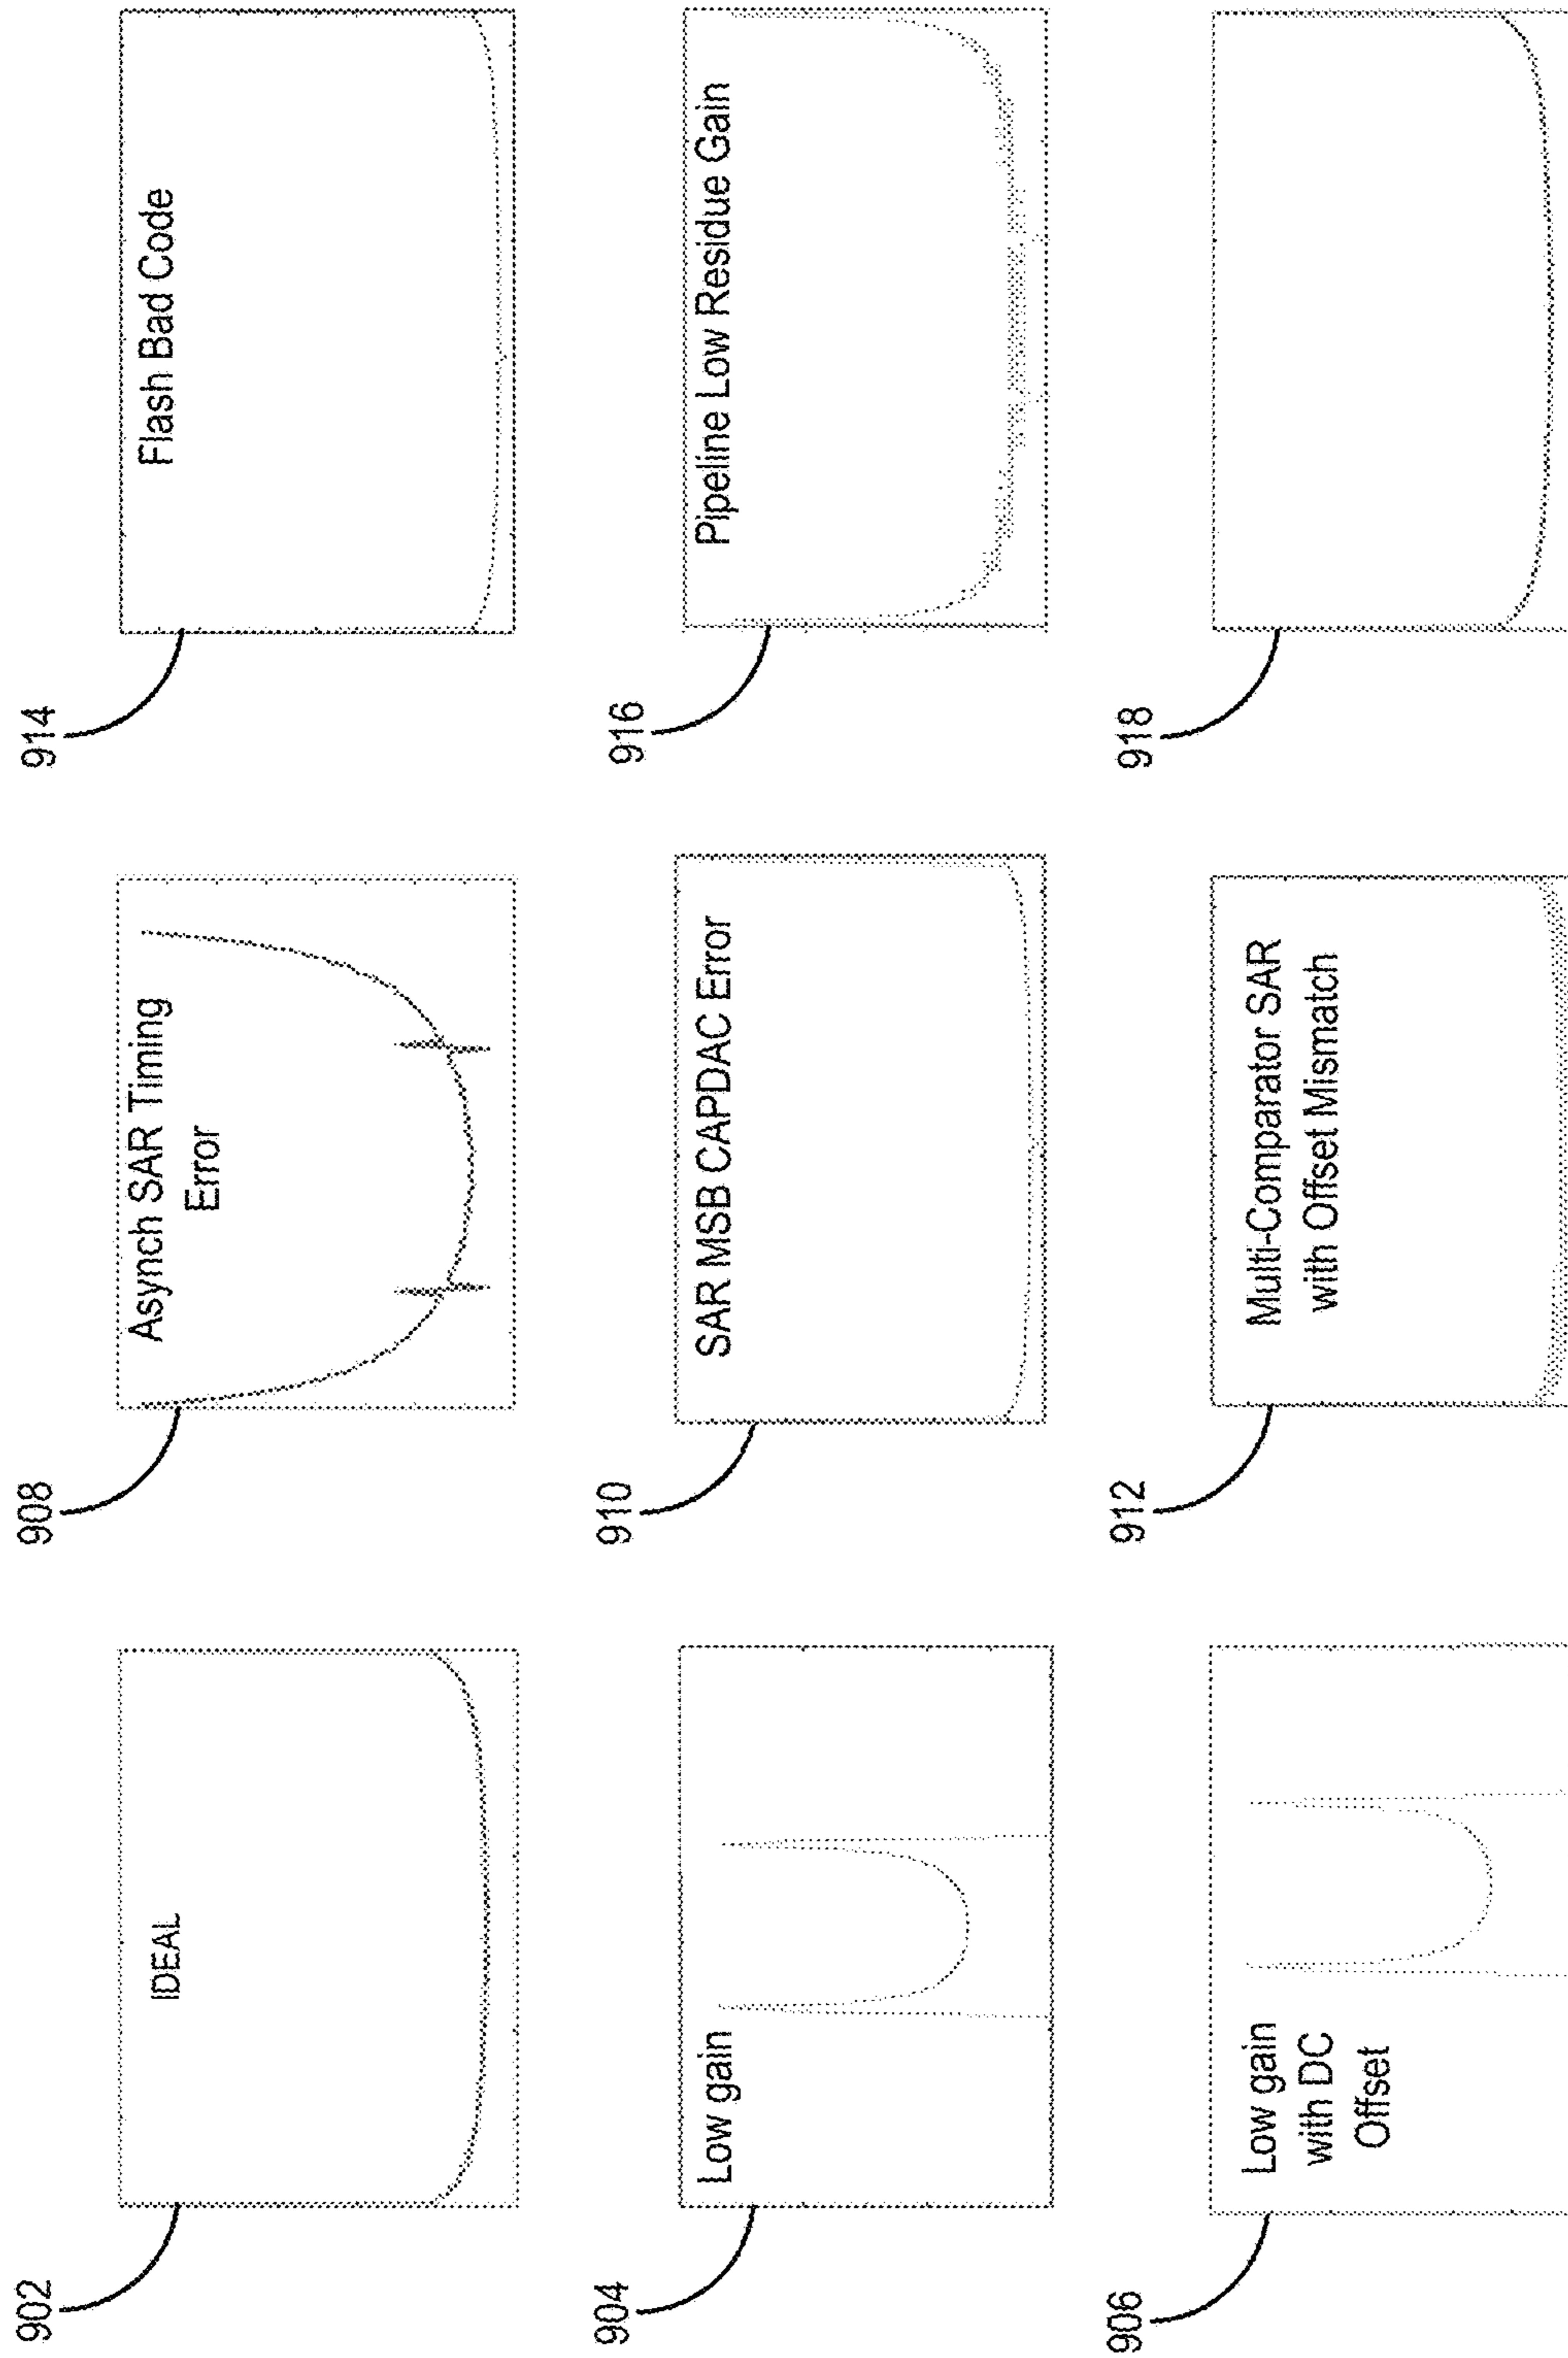 902
IDEAL
904
Low gain
906
Low gain
with DC
Offset
908
Asynch SAR Timing
Error
910
SAR MSB CAPDAC Error
912
Multi-Comparator SAR
with Offset Mismatch
914
Flash Bad Code
916
Pipeline Low Residue Gain
918